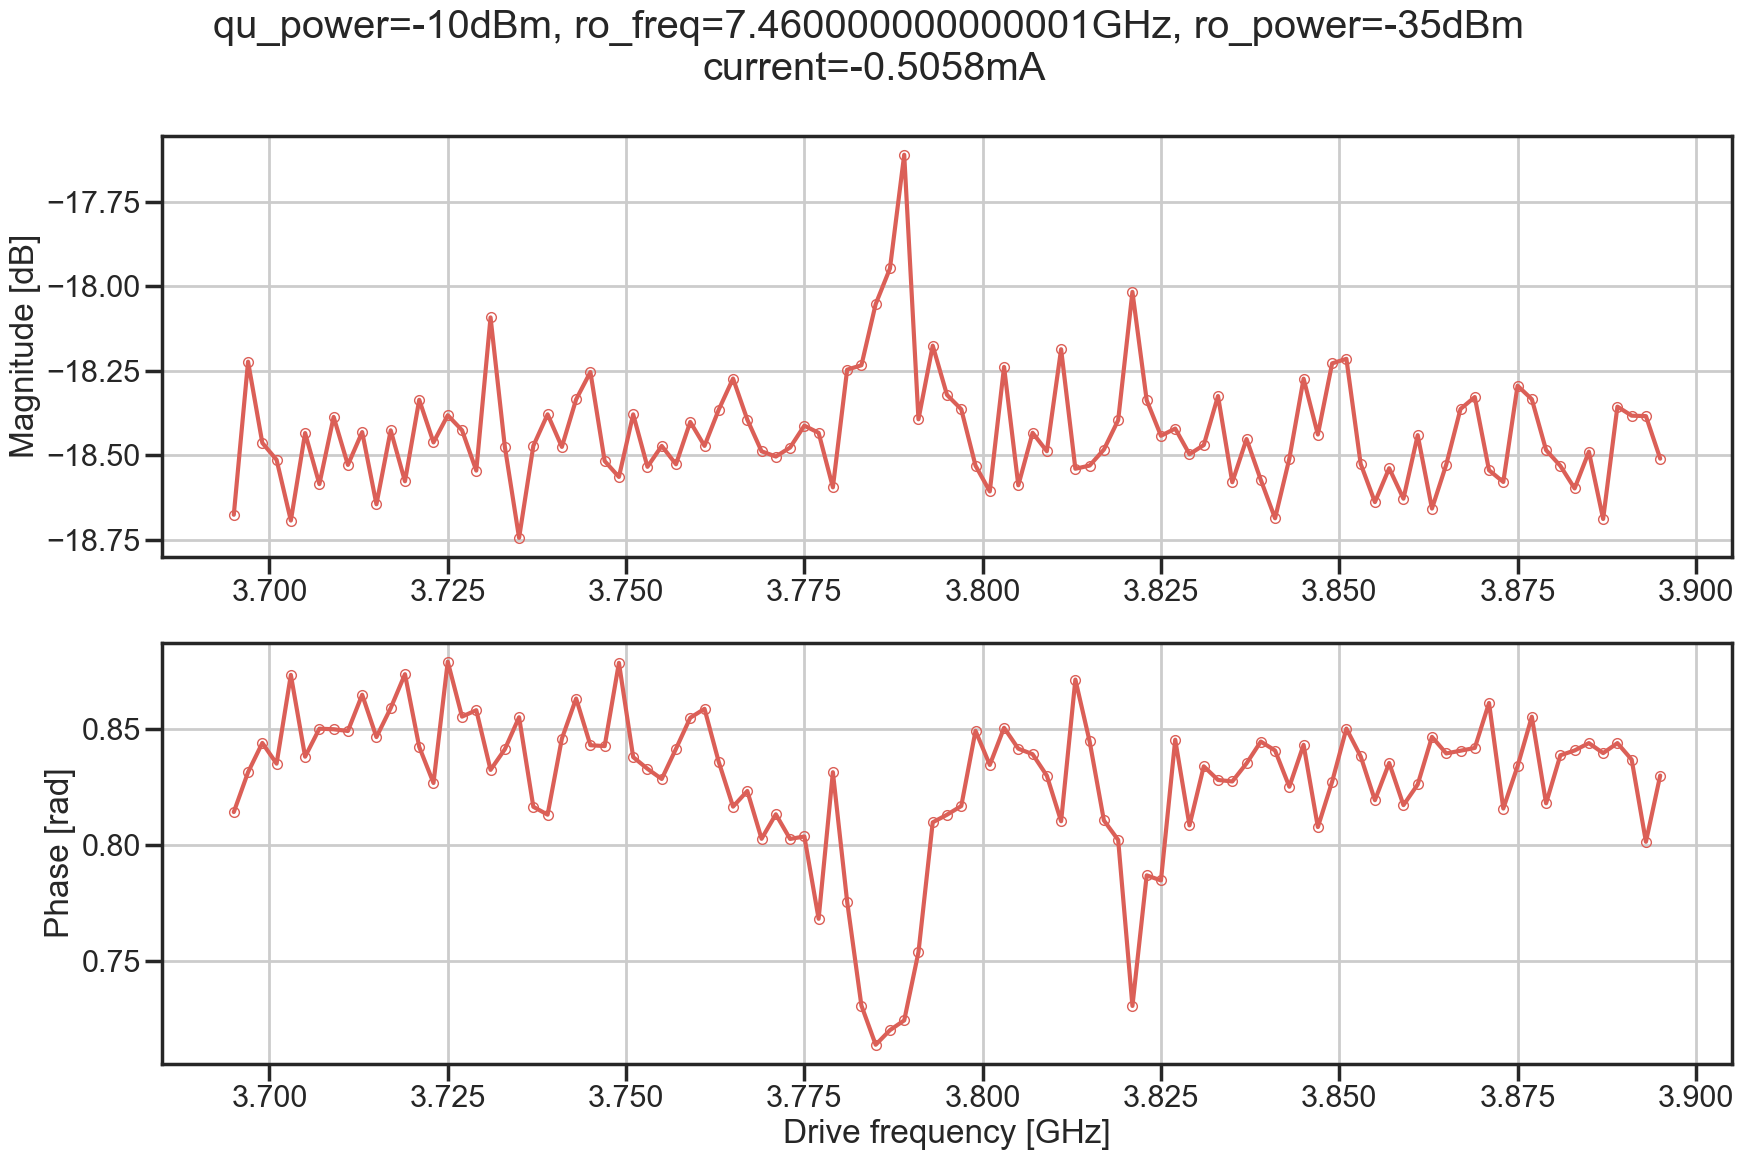 qu_power=-10dBm, ro_freq=7.460000000000001GHz, ro_power=-35dBm
current=-0.5058mA
Magnitude [dB]
−17.75
−18.00
−18.25
−18.50
−18.75
3.700 3.725 3.750 3.775 3.800 3.825 3.850 3.875 3.900
Phase [rad]
0.85
0.80
0.75
3.700 3.725 3.750 3.775 3.800 3.825 3.850 3.875 3.900
Drive frequency [GHz]